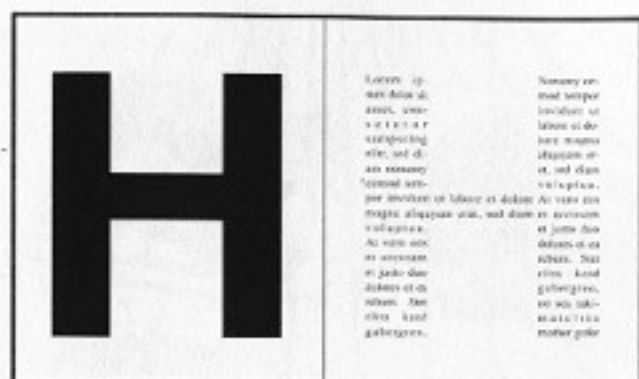 H
Lorem ip-
sum dolor sit
amet, con-
s e t e t u r
sadipscing
elitr, sed di-
am nonumy
eirmod tem-
por invidunt ut labore et dolore
magna aliquyam erat, sed diam
voluptua.
At vero eos
et accusam
et justo duo
dolores et ea
rebum. Stet
clita kasd
gubergren,
Nonumy eir-
mod tempor
invidunt ut
labore et do-
lore magna
aliquyam er-
at, sed diam
voluptua.
At vero eos
et accusam
et justo duo
dolores et ea
rebum. Stet
clita kasd
gubergren,
no sea taki-